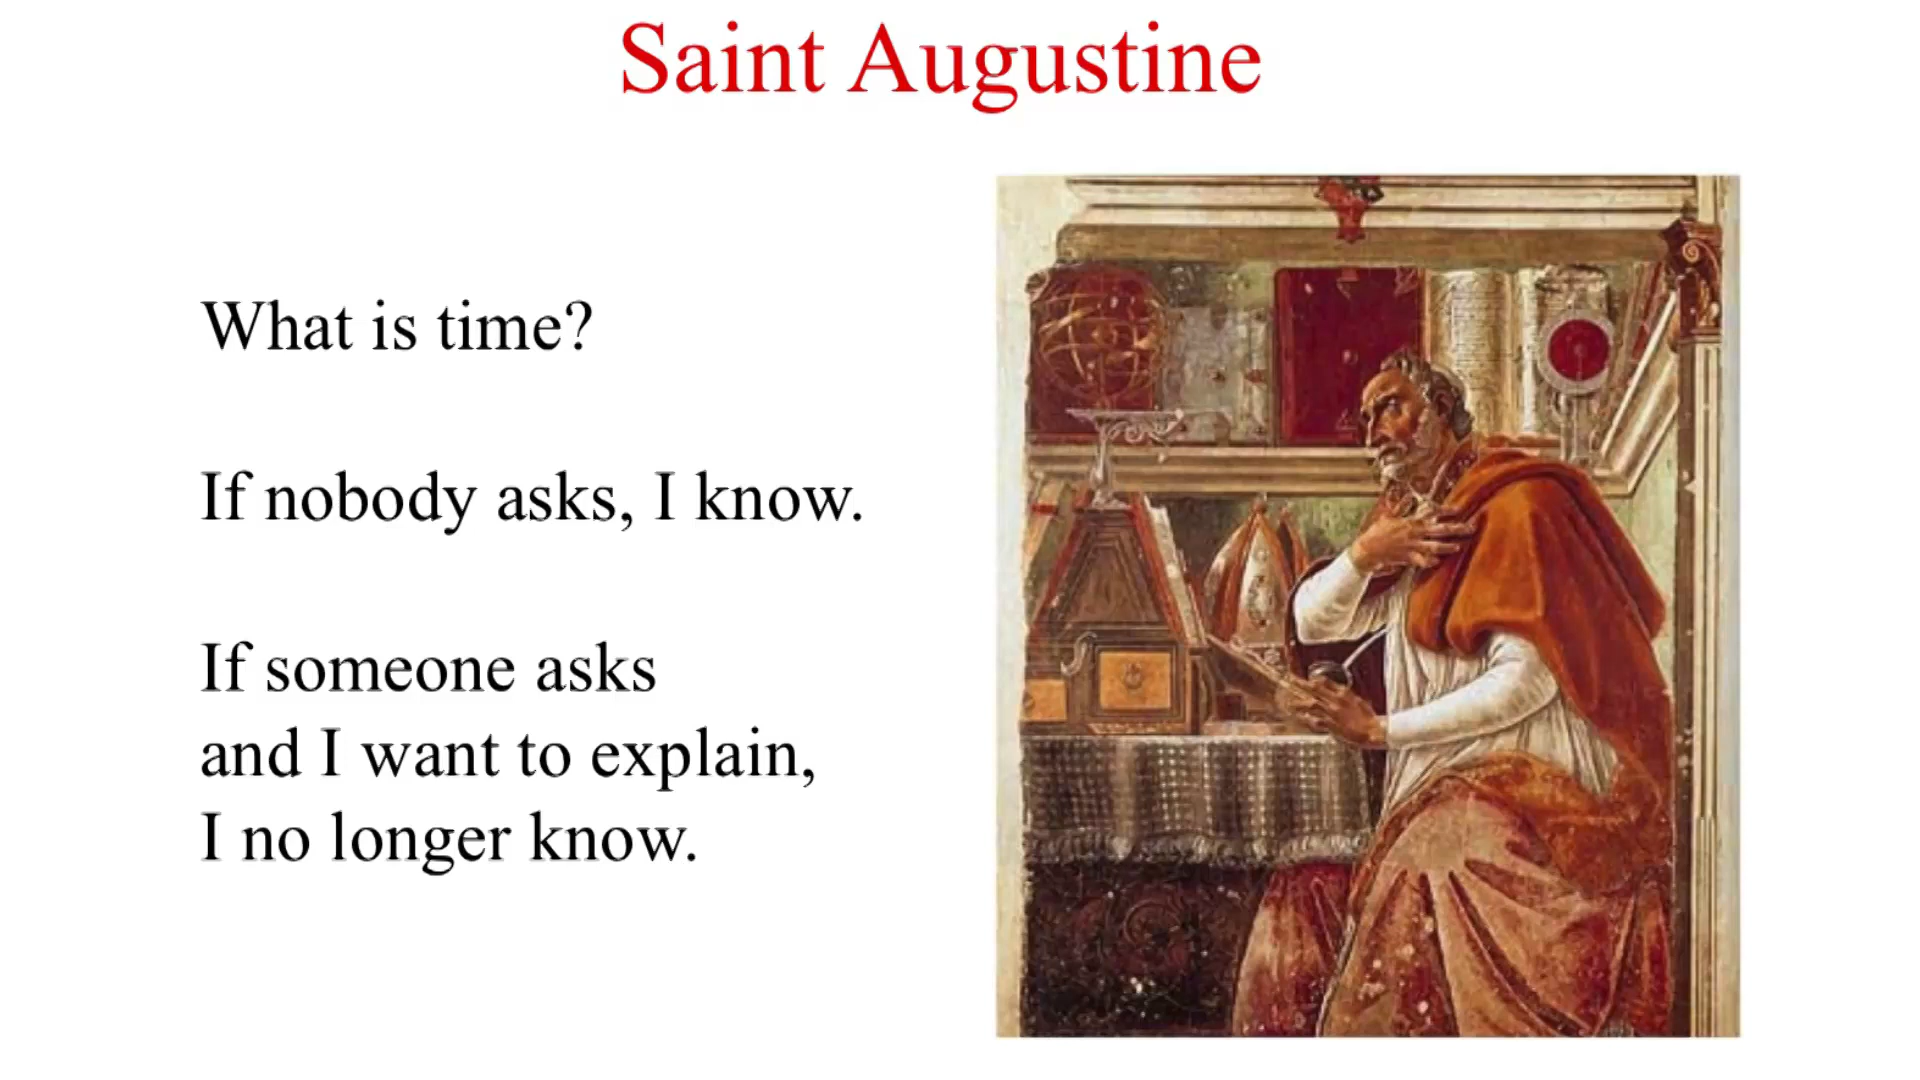 Saint Augustine
What is time?
If nobody asks, I know.
If someone asks
and I want to explain,
I no longer know.